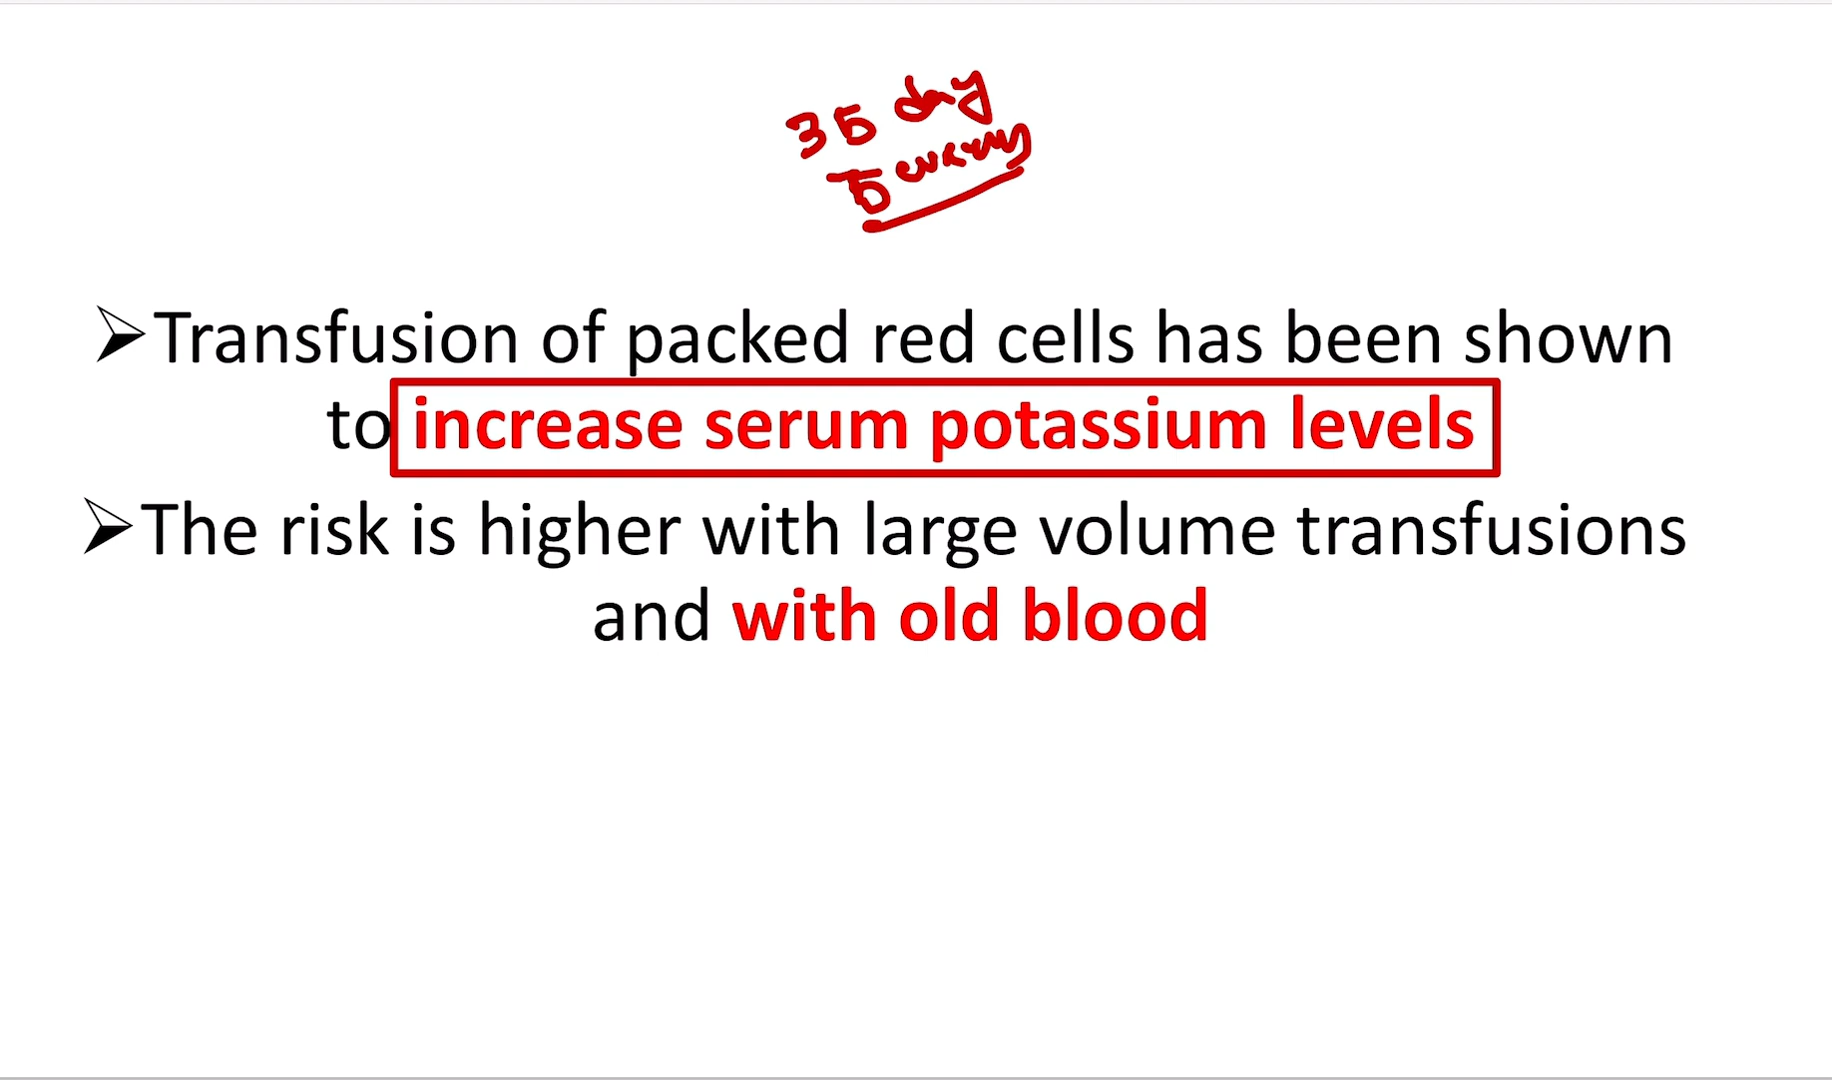 35 day
5
➢Transfusion of packed red cells has been shown
to increase serum potassium levels
➢The risk is higher with large volume transfusions
and with old blood